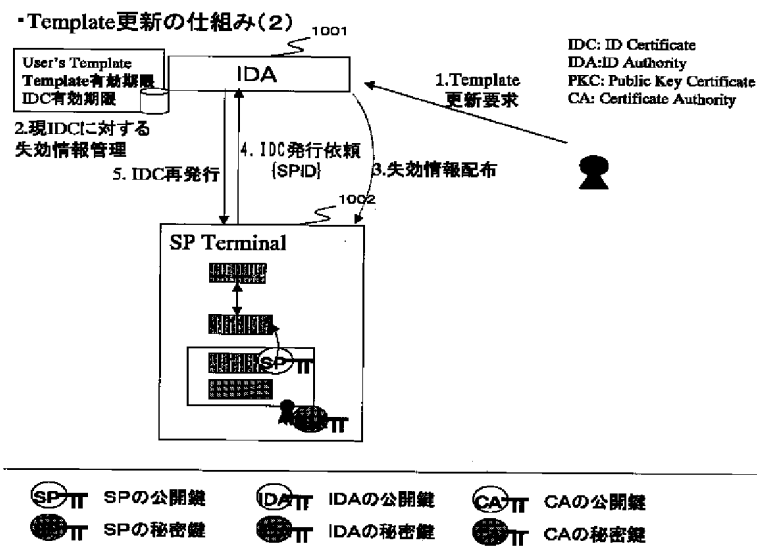 ・Template更新の仕組み(2)
1001
User's Template
Template有効期限
IDC有効期限
IDA
IDC: ID Certificate
IDA:ID Authority
PKC: Public Key Certificate
CA: Certificate Authority
1.Template
更新要求
2.現IDCに対する
失効情報管理
4. IDC発行依頼
{SPID}
5. IDC再発行
3.失効情報配布
1002
SP Terminal
SP
SP SPの公開鍵
IDA IDAの公開鍵
CA CAの公開鍵
SPの秘密鍵
IDAの秘密鍵
CAの秘密鍵